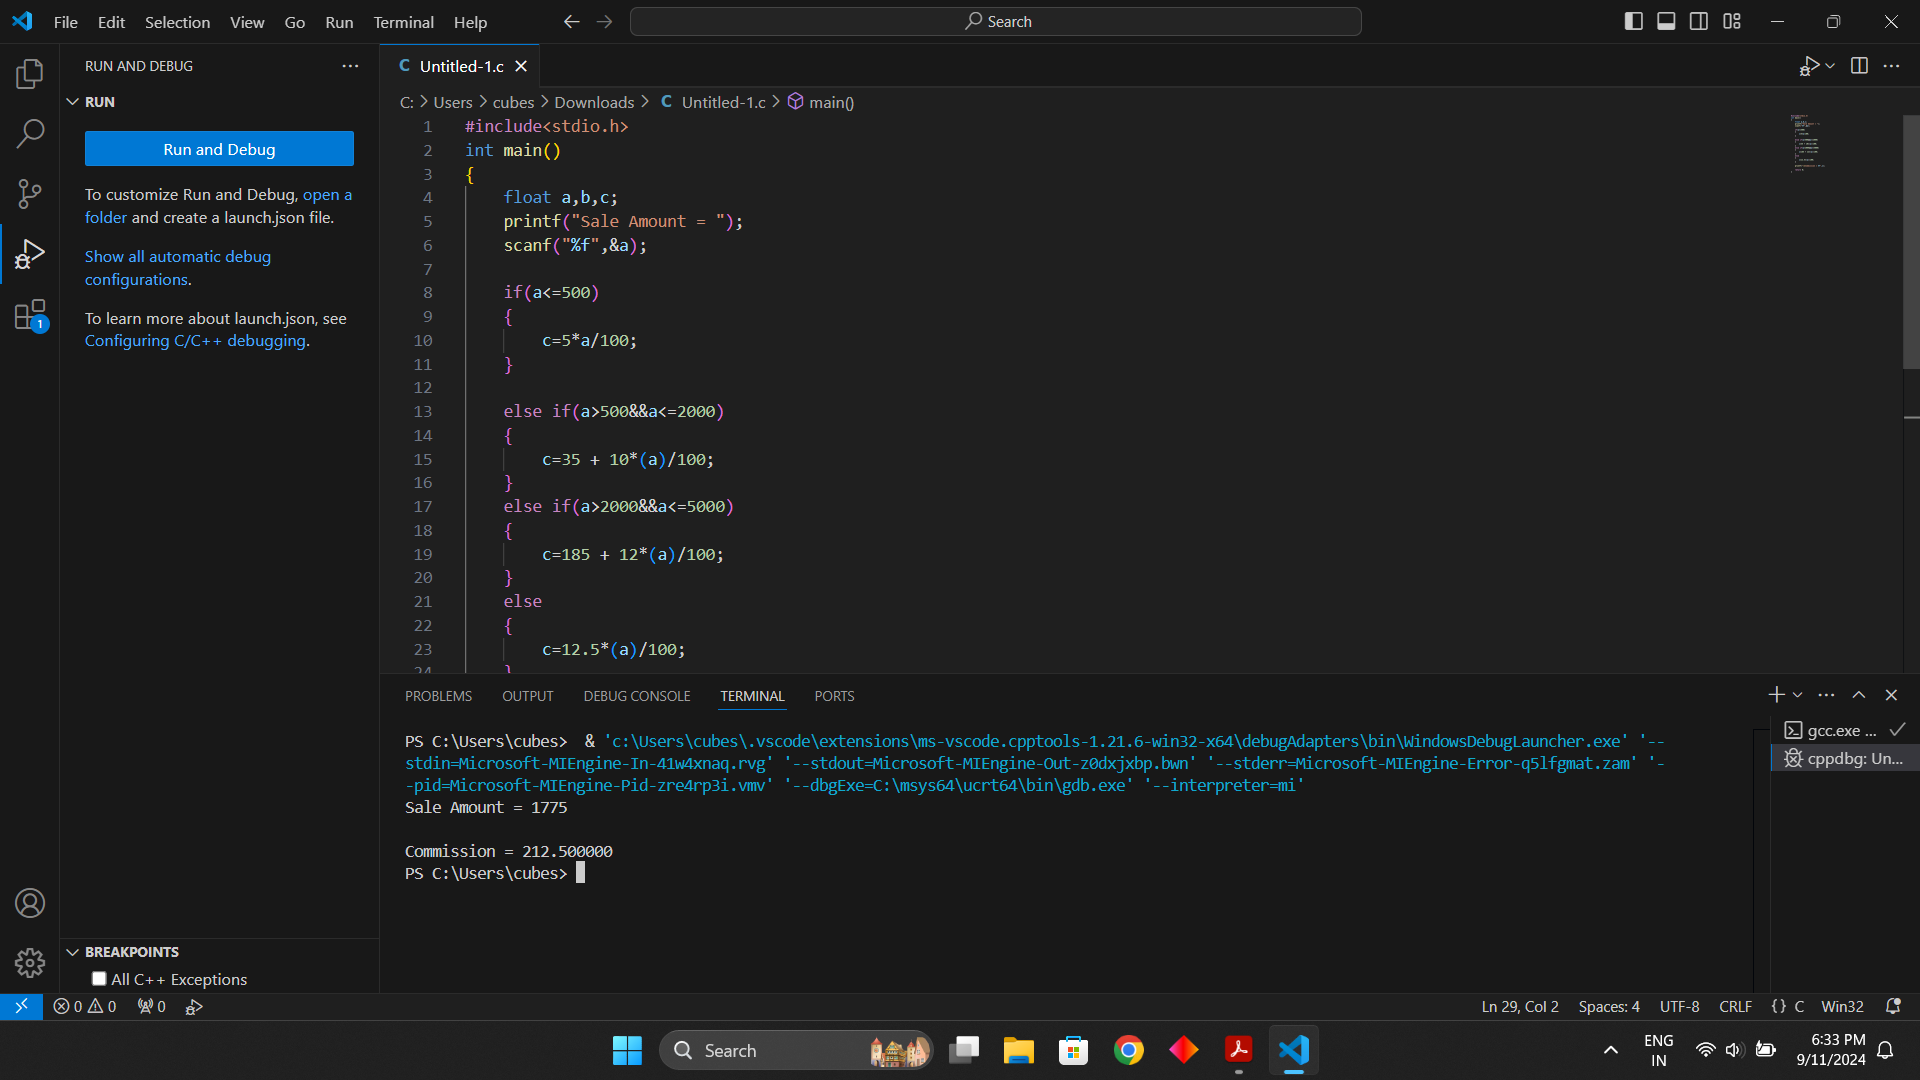 File Edit Selection View Go Run Terminal Help
Search
RUN AND DEBUG
RUN
Run and Debug
To customize Run and Debug, open a
folder and create a launch.json file.
Show all automatic debug
configurations.
To learn more about launch.json, see
Configuring C/C++ debugging.
1
BREAKPOINTS
All C++ Exceptions
C Untitled-1.c
C: > Users > cubes > Downloads > C Untitled-1.c > main()
1 #include<stdio.h>
2 int main()
3 {
4 float a,b,c;
5 printf("Sale Amount = ");
6 scanf("%f",&a);
7
8 if(a<=500)
9 {
10 c=5*a/100;
11 }
12
13 else if(a>500&&a<=2000)
14 {
15 c=35 + 10*(a)/100;
16 }
17 else if(a>2000&&a<=5000)
18 {
19 c=185 + 12*(a)/100;
20 }
21 else
22 {
23 c=12.5*(a)/100;
24 }
PROBLEMS OUTPUT DEBUG CONSOLE TERMINAL PORTS
PS C:\Users\cubes>  & 'c:\Users\cubes\.vscode\extensions\ms-vscode.cpptools-1.21.6-win32-x64\debugAdapters\bin\WindowsDebugLauncher.exe' '--
stdin=Microsoft-MIEngine-In-41w4xnaq.rvg' '--stdout=Microsoft-MIEngine-Out-z0dxjxbp.bwn' '--stderr=Microsoft-MIEngine-Error-q5lfgmat.zam' '-
-pid=Microsoft-MIEngine-Pid-zre4rp3i.vmv' '--dbgExe=C:\msys64\ucrt64\bin\gdb.exe' '--interpreter=mi'
Sale Amount = 1775
Commission = 212.500000
PS C:\Users\cubes>
gcc.exe ...
cppdbg: Un...
0 0 0
Ln 29, Col 2 Spaces: 4 UTF-8 CRLF {} C Win32
Search
ENG
IN
6:33 PM
9/11/2024